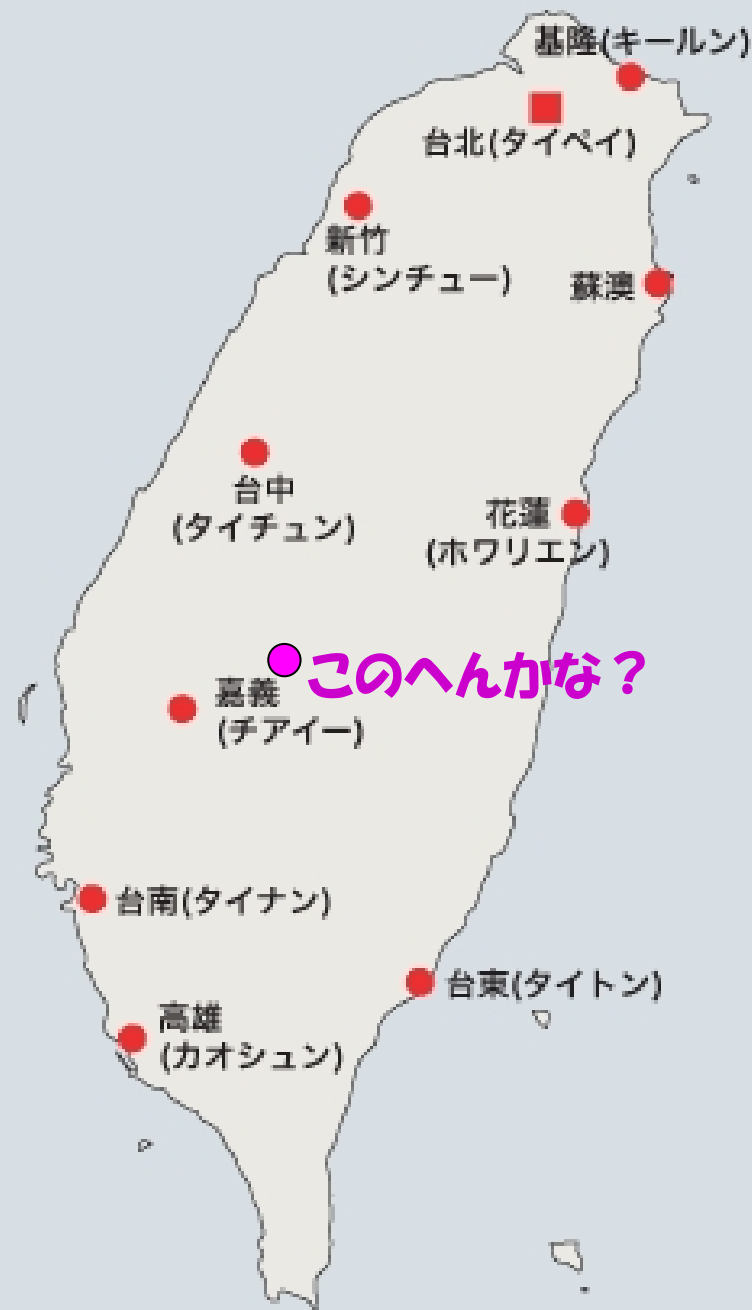 基隆(キールン)
台北(タイペイ)
新竹
(シンチュー)
蘇澳
台中
(タイチュン)
花蓮
(ホワリエン)
このへんかな？
嘉義
(チアイー)
台南(タイナン)
台東(タイトン)
高雄
(カオシュン)